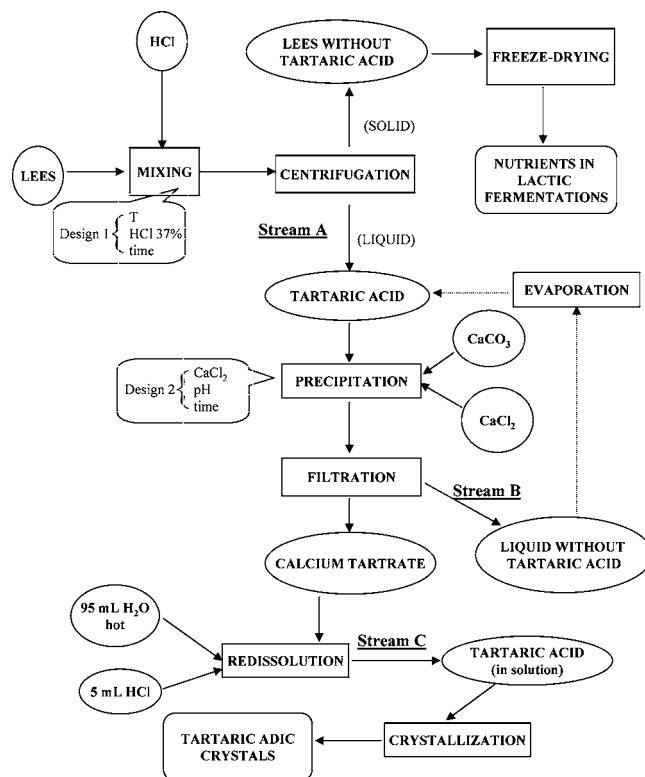 HCl
LEES WITHOUT
TARTARIC ACID
FREEZE-DRYING
(SOLID)
LEES
MIXING
CENTRIFUGATION
NUTRIENTS IN
LACTIC
FERMENTATIONS
Design 1
T
HCl 37%
time
Stream A
(LIQUID)
TARTARIC ACID
EVAPORATION
CaCO3
Design 2
CaCl2
pH
time
PRECIPITATION
CaCl2
FILTRATION
Stream B
CALCIUM TARTRATE
LIQUID WITHOUT
TARTARIC ACID
95 mL H2O
hot
REDISSOLUTION
Stream C
TARTARIC ACID
(in solution)
5 mL HCl
TARTARIC ADIC
CRYSTALS
CRYSTALLIZATION